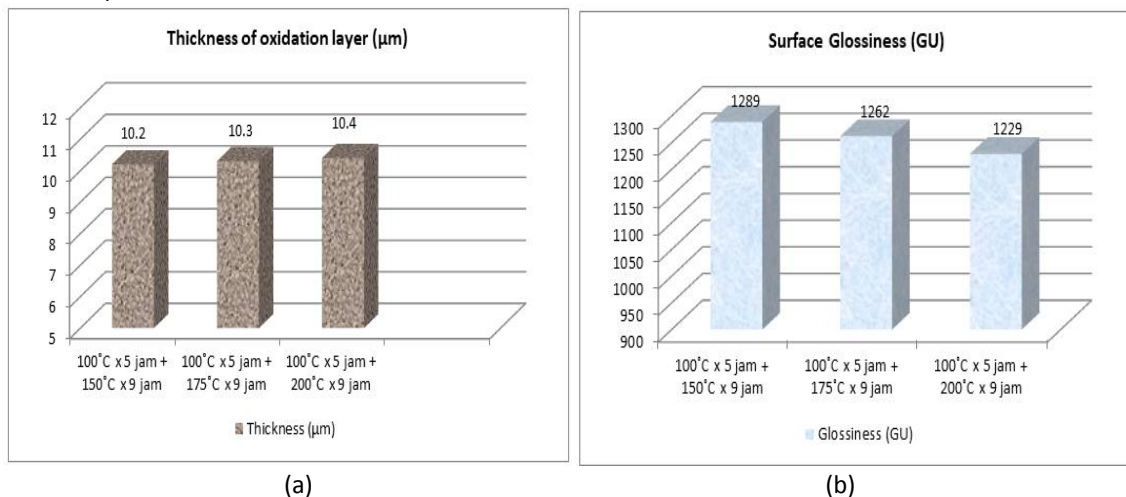 Thickness of oxidation layer (µm)
12
11
10
9
8
7
6
5
10.2
10.3
10.4
100˚C x 5 jam +
150˚C x 9 jam
100˚C x 5 jam +
175˚C x 9 jam
100˚C x 5 jam +
200˚C x 9 jam
Thickness (µm)
(a)
Surface Glossiness (GU)
1300
1250
1200
1150
1100
1050
1000
950
900
1289
1262
1229
100˚C x 5 jam +
150˚C x 9 jam
100˚C x 5 jam +
175˚C x 9 jam
100˚C x 5 jam +
200˚C x 9 jam
Glossiness (GU)
(b)